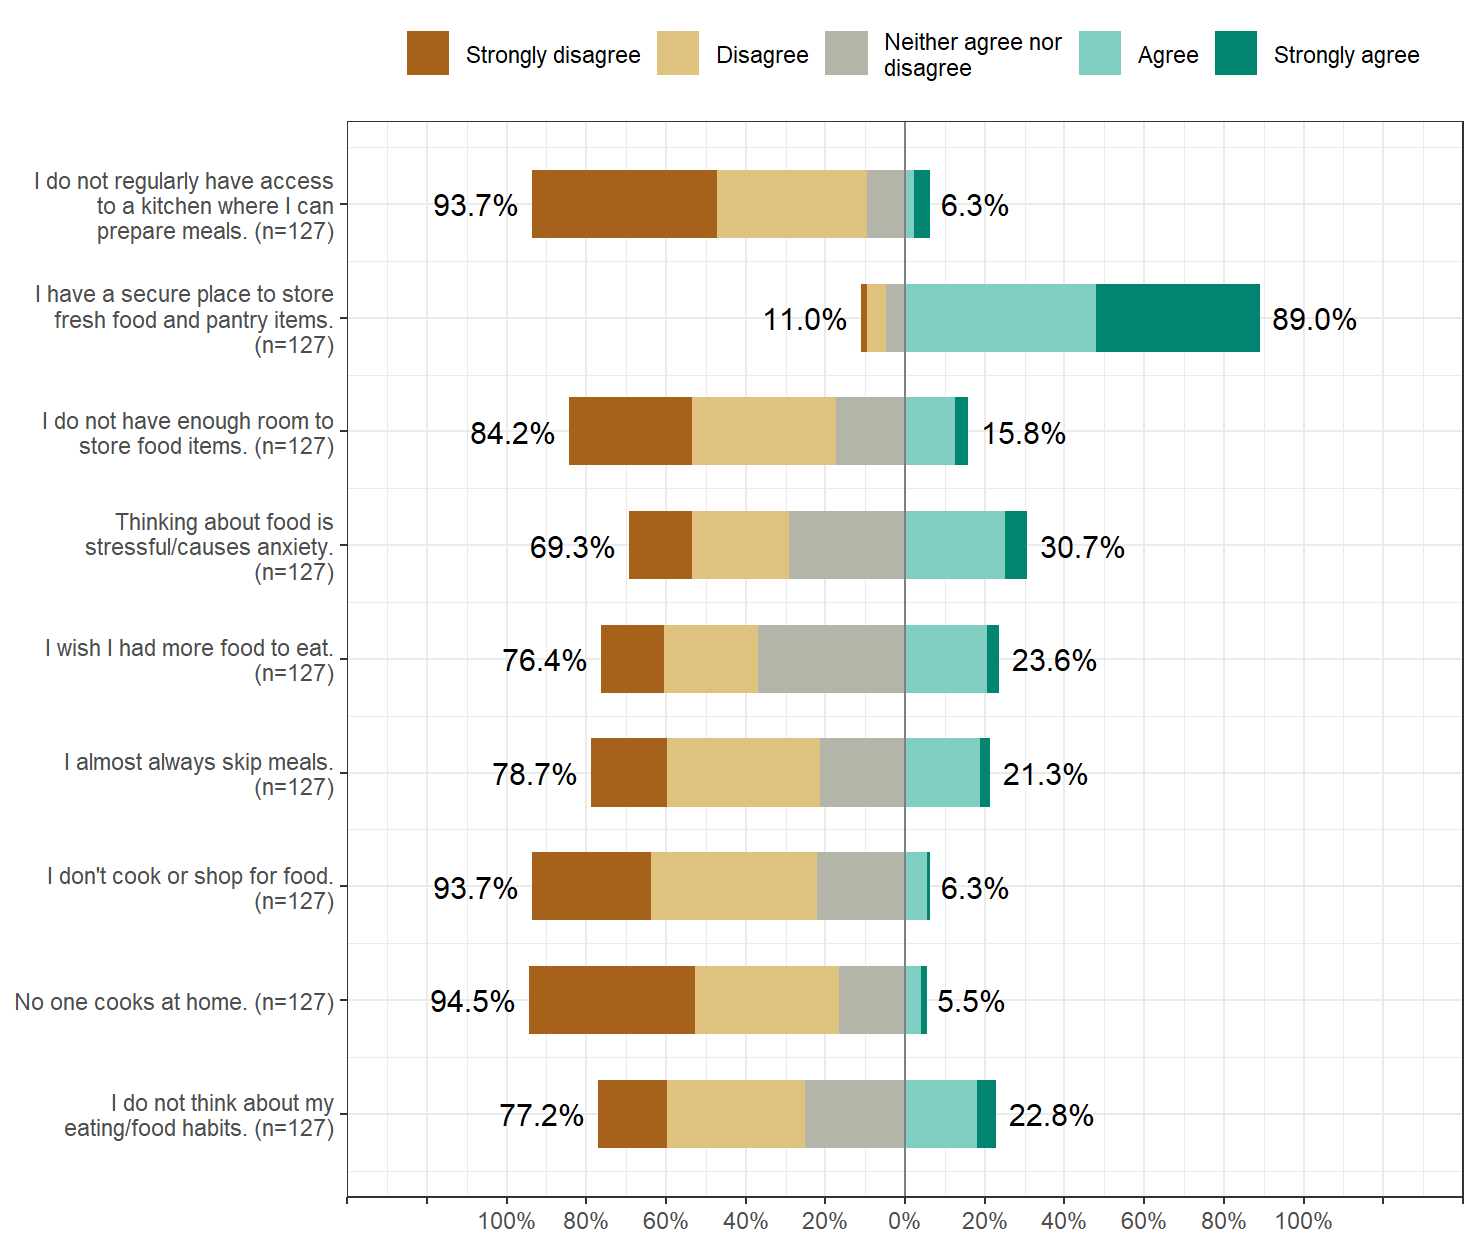 Strongly disagree
Disagree
Neither agree nor
disagree
Agree
Strongly agree
I do not regularly have access
to a kitchen where I can
prepare meals. (n=127)
93.7%
6.3%
I have a secure place to store
fresh food and pantry items.
(n=127)
11.0%
89.0%
I do not have enough room to
store food items. (n=127)
84.2%
15.8%
Thinking about food is
stressful/causes anxiety.
(n=127)
69.3%
30.7%
I wish I had more food to eat.
(n=127)
76.4%
23.6%
I almost always skip meals.
(n=127)
78.7%
21.3%
I don't cook or shop for food.
(n=127)
93.7%
6.3%
No one cooks at home. (n=127)
94.5%
5.5%
I do not think about my
eating/food habits. (n=127)
77.2%
22.8%
100% 80% 60% 40% 20% 0% 20% 40% 60% 80% 100%